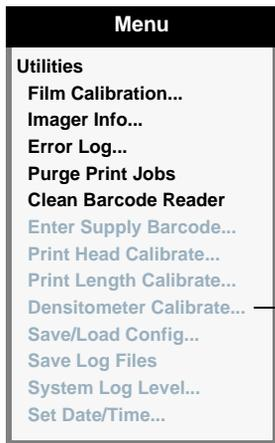 Menu
Utilities
Film Calibration...
Imager Info...
Error Log...
Purge Print Jobs
Clean Barcode Reader
Enter Supply Barcode...
Print Head Calibrate...
Print Length Calibrate...
Densitometer Calibrate...
Save/Load Config...
Save Log Files
System Log Level...
Set Date/Time...